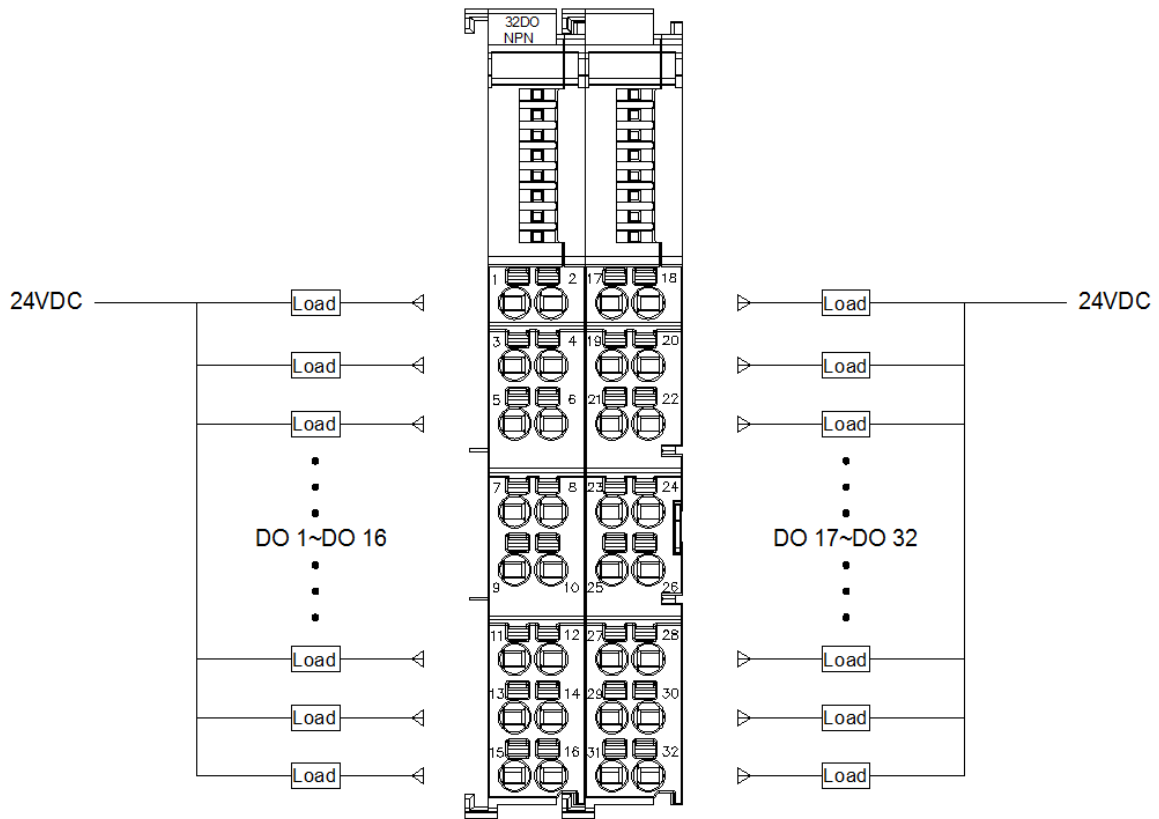 32DO
NPN
1 2 17 18
24VDC Load Load 24VDC
3 4 19 20
Load Load
5 6 21 22
Load Load
7 8 23 24
DO 1~DO 16 DO 17~DO 32
9 10 25 26
11 12 27 28
Load Load
13 14 29 30
Load Load
15 16 31 32
Load Load